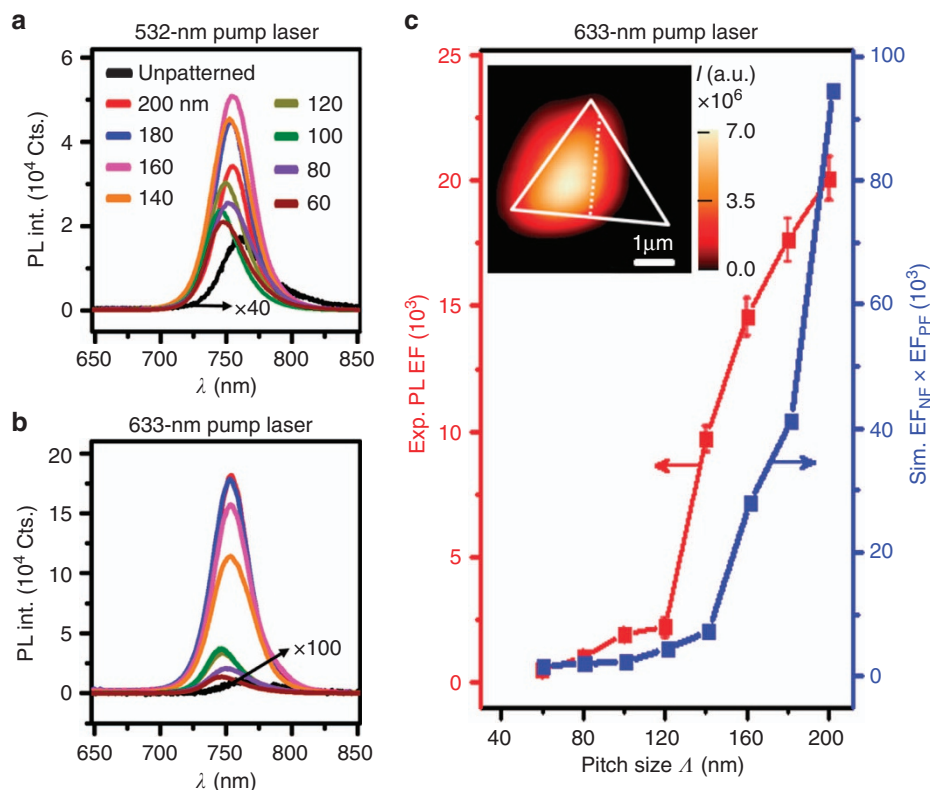 a
532-nm pump laser
PL int. (10⁴ Cts.)
6
4
2
0
Unpatterned
200 nm
180
160
140
120
100
80
60
×40
650
700
750
800
850
λ (nm)
b
633-nm pump laser
PL int. (10⁴ Cts.)
20
15
10
5
0
×100
650
700
750
800
850
λ (nm)
c
633-nm pump laser
Exp. PL EF (10³)
25
20
15
10
5
0
I (a.u.)
×10⁶
7.0
3.5
0.0
1μm
100
80
60
40
20
0
Sim. EF_NF × EF_PF (10³)
40
80
120
160
200
Pitch size Λ (nm)